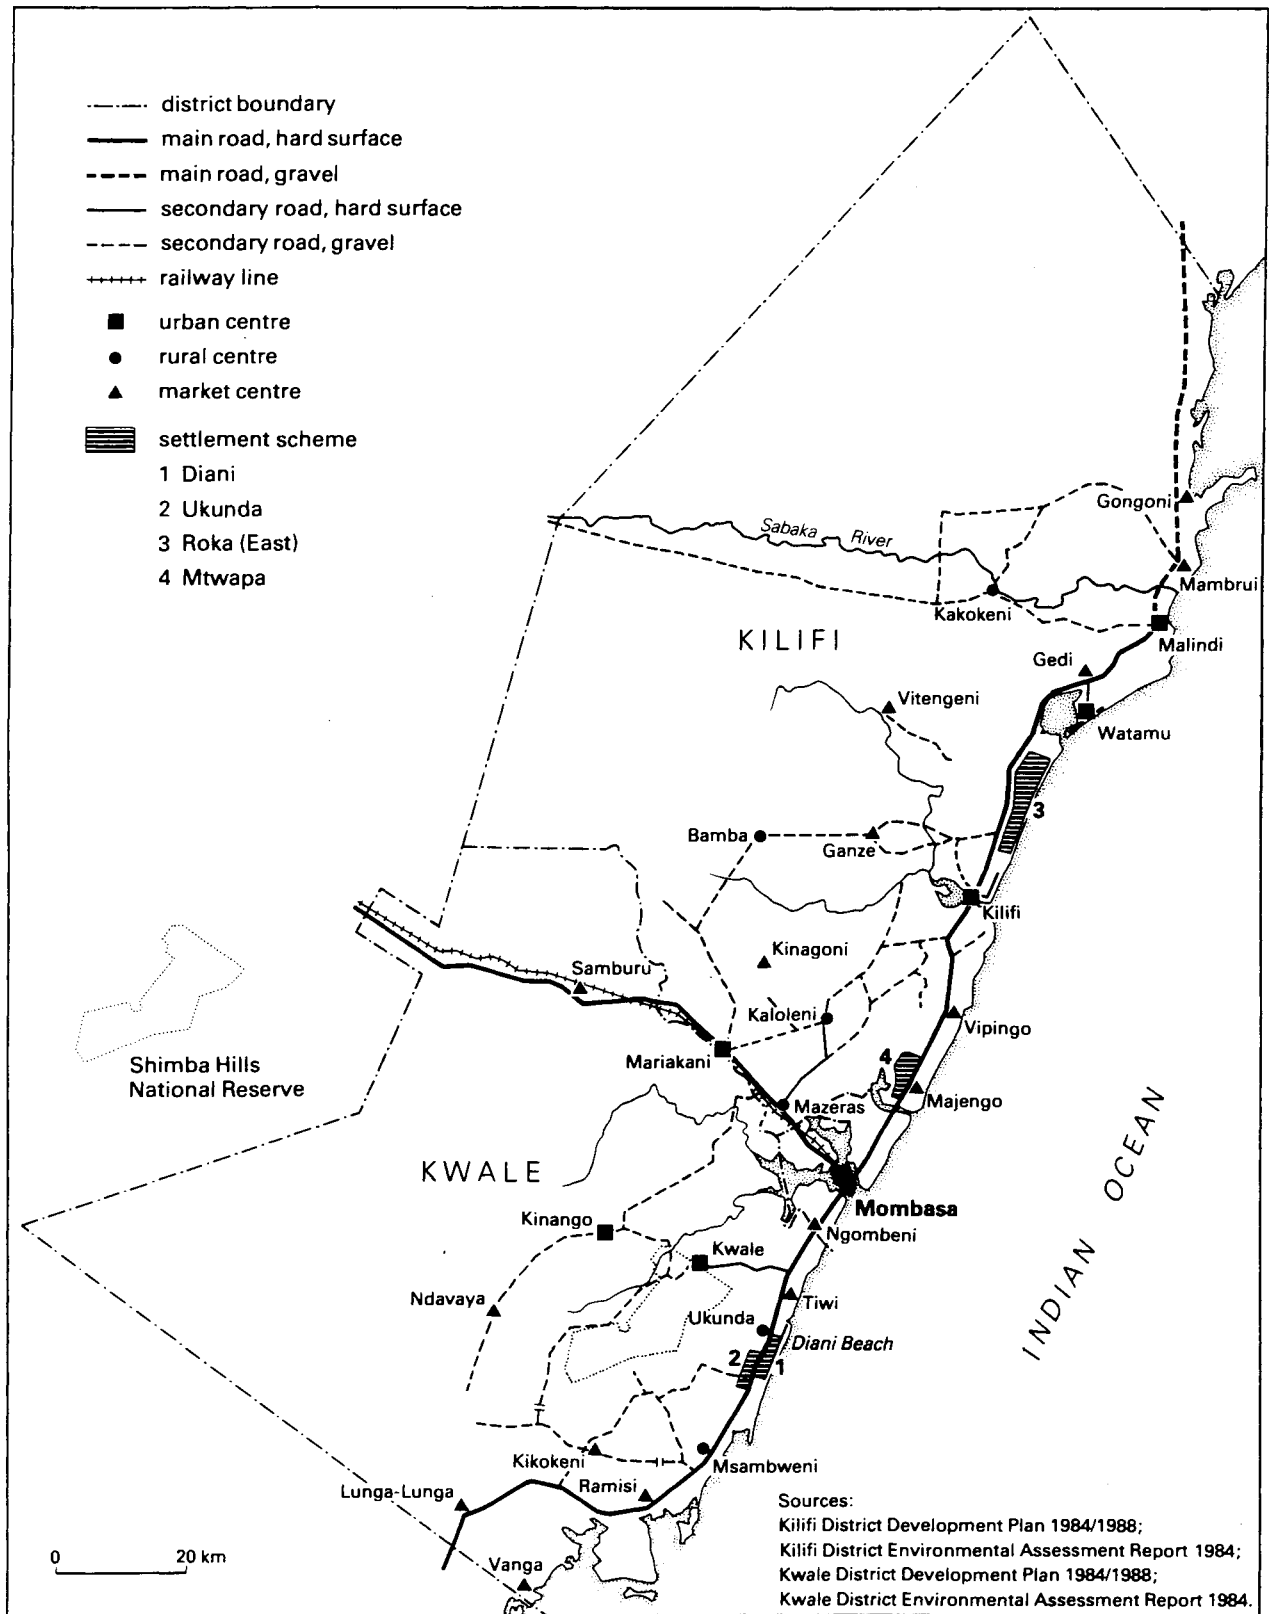 district boundary
main road, hard surface
main road, gravel
secondary road, hard surface
secondary road, gravel
railway line
urban centre
rural centre
market centre
settlement scheme
1 Diani
2 Ukunda
3 Roka (East)
4 Mtwapa
Gongoni
Sabaka River
Mambrui
Kakokeni
KILIFI
Malindi
Gedi
Vitengeni
Watamu
3
Bamba
Ganze
Kilifi
Kinagoni
Samburu
Kaloleni
Vipingo
Shimba Hills
National Reserve
Mariakani
4
Majengo
Mazeras
KWALE
Mombasa
Kinango
Ngombeni
Kwale
INDIAN OCEAN
Ndavaya
Tiwi
Ukunda
Diani Beach
2
1
Kikokeni
Msambweni
Lunga-Lunga
Ramisi
Vanga
0 20 km
Sources:
Kilifi District Development Plan 1984/1988;
Kilifi District Environmental Assessment Report 1984;
Kwale District Development Plan 1984/1988;
Kwale District Environmental Assessment Report 1984.